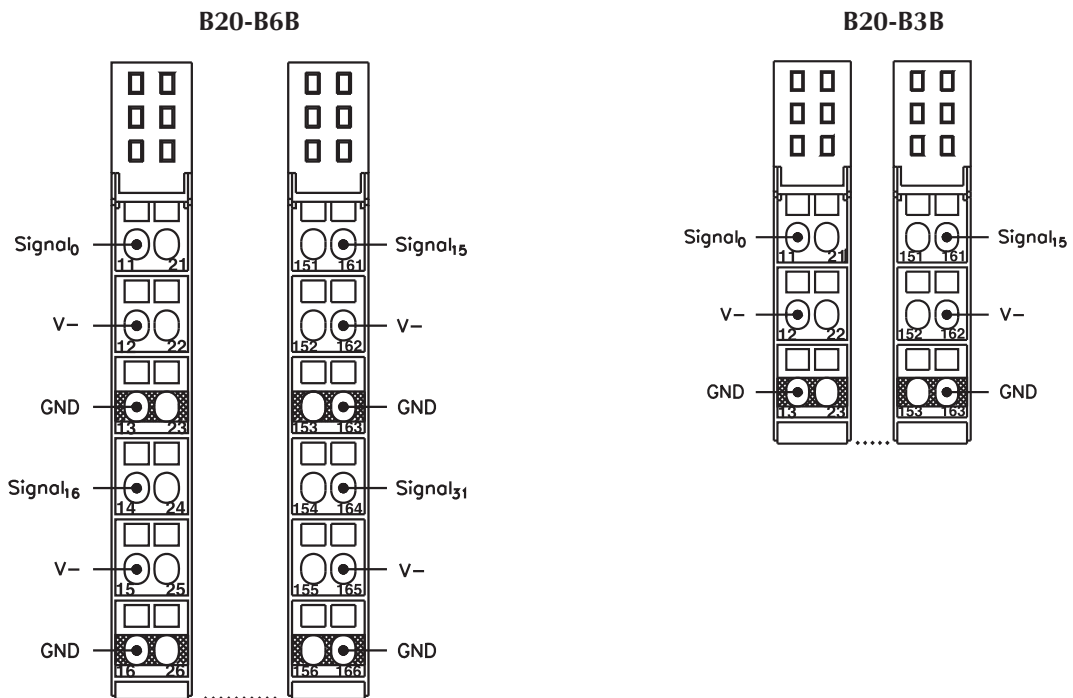 B20-B6B
B20-B3B
Signal₀
11 21
151 161
Signal₁₅
V–
12 22
152 162
V–
GND
13 23
153 163
GND
Signal₁₆
14 24
154 164
Signal₃₁
V–
15 25
155 165
V–
GND
16 26
156 166
GND
Signal₀
11 21
151 161
Signal₁₅
V–
12 22
152 162
V–
GND
13 23
153 163
GND